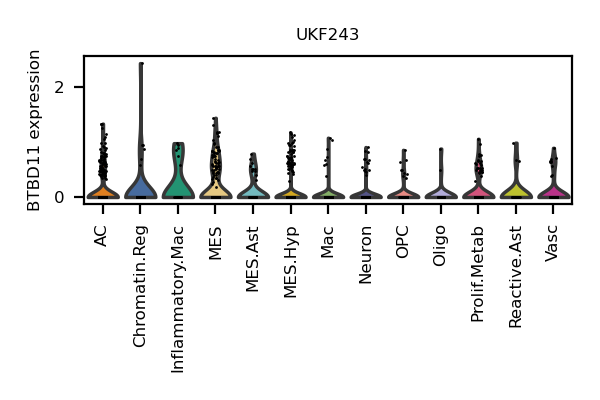 UKF243
BTBD11 expression
2
0
AC
Chromatin.Reg
Inflammatory.Mac
MES
MES.Ast
MES.Hyp
Mac
Neuron
OPC
Oligo
Prolif.Metab
Reactive.Ast
Vasc